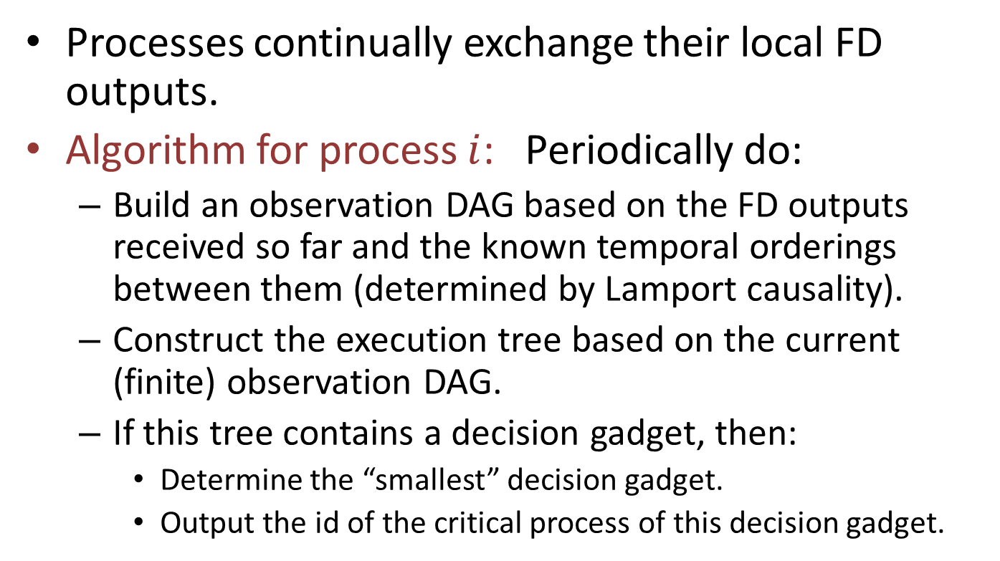 • Processes continually exchange their local FD
outputs.
• Algorithm for process i: Periodically do:
– Build an observation DAG based on the FD outputs
received so far and the known temporal orderings
between them (determined by Lamport causality).
– Construct the execution tree based on the current
(finite) observation DAG.
– If this tree contains a decision gadget, then:
• Determine the “smallest” decision gadget.
• Output the id of the critical process of this decision gadget.